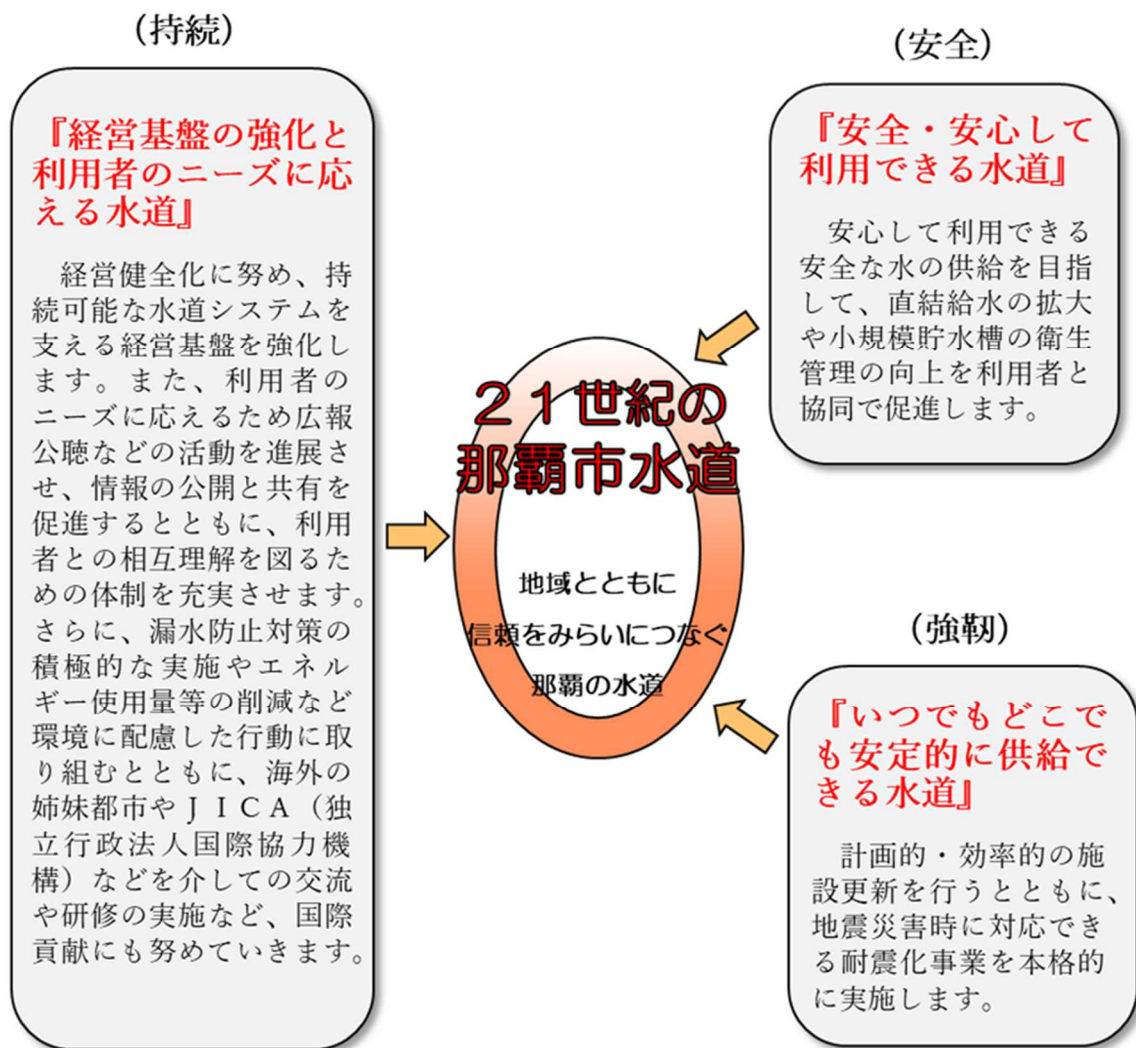 (持続)
『経営基盤の強化と
利用者のニーズに応
える水道』
経営健全化に努め、持
続可能な水道システムを
支える経営基盤を強化し
ます。また、利用者の
ニーズに応えるため広報
公聴などの活動を進展さ
せ、情報の公開と共有を
促進するとともに、利用
者との相互理解を図るた
めの体制を充実させます。
さらに、漏水防止対策の
積極的な実施やエネル
ギー使用量等の削減など
環境に配慮した行動に取
り組むとともに、海外の
姉妹都市やＪＩＣＡ（独
立行政法人国際協力機
構）などを介しての交流
や研修の実施など、国際
貢献にも努めていきます。
２１世紀の
那覇市水道
地域とともに
信頼をみらいにつなぐ
那覇の水道
(安全)
『安全・安心して
利用できる水道』
安心して利用できる
安全な水の供給を目指
して、直結給水の拡大
や小規模貯水槽の衛生
管理の向上を利用者と
協同で促進します。
(強靭)
『いつでもどこで
も安定的に供給で
きる水道』
計画的・効率的の施
設更新を行うとともに、
地震災害時に対応でき
る耐震化事業を本格的
に実施します。